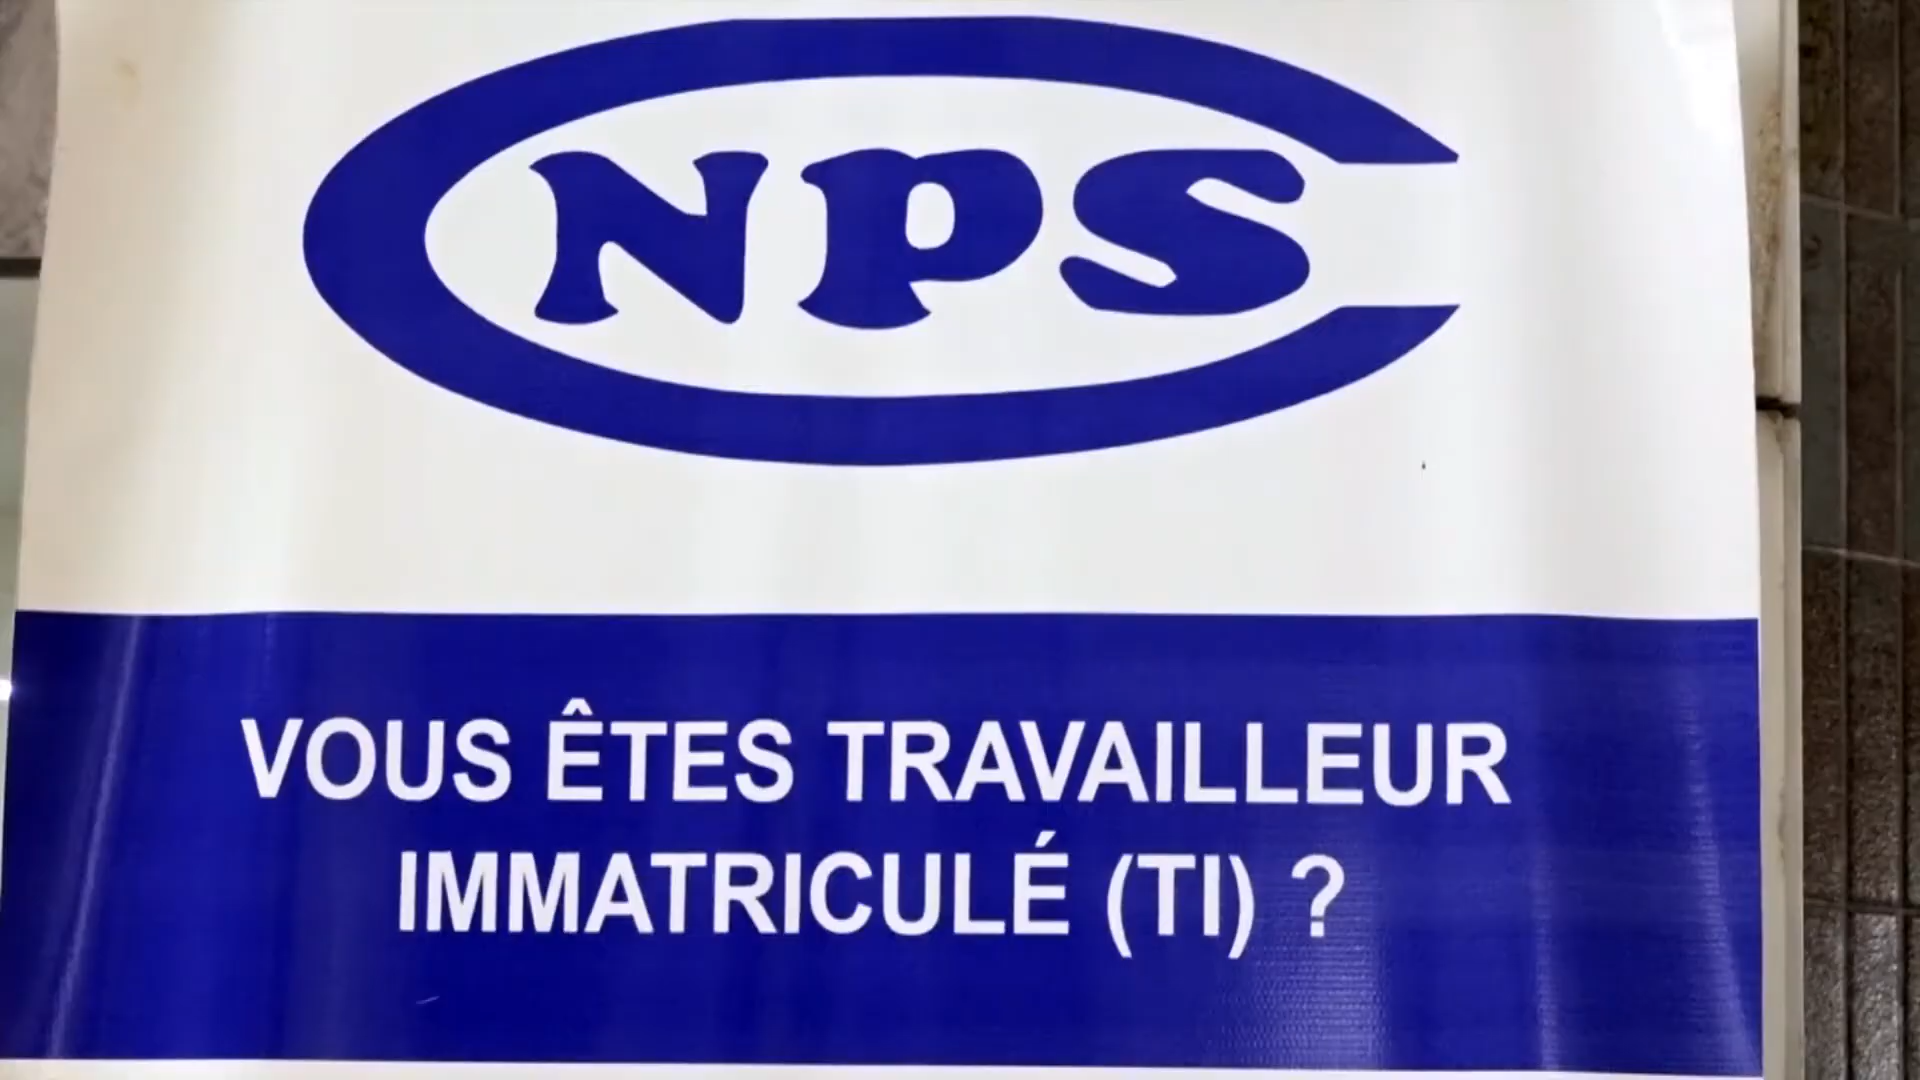 CNPS
VOUS ÊTES TRAVAILLEUR
IMMATRICULÉ (TI) ?